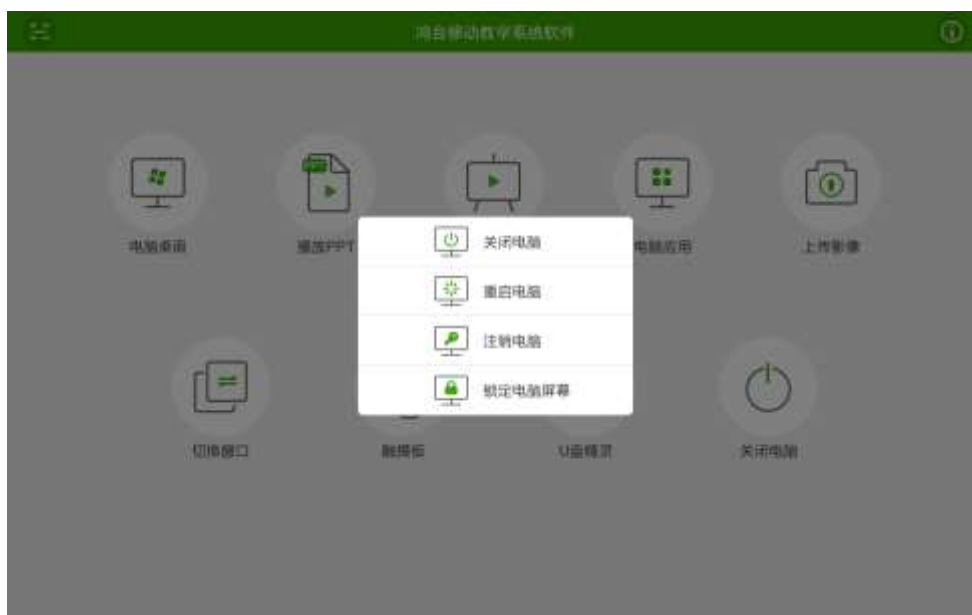 鸿合移动教学系统软件
电脑桌面
播放PPT
电脑应用
上传影像
关闭电脑
重启电脑
注销电脑
锁定电脑屏幕
切换窗口
触摸板
U盘精灵
关闭电脑